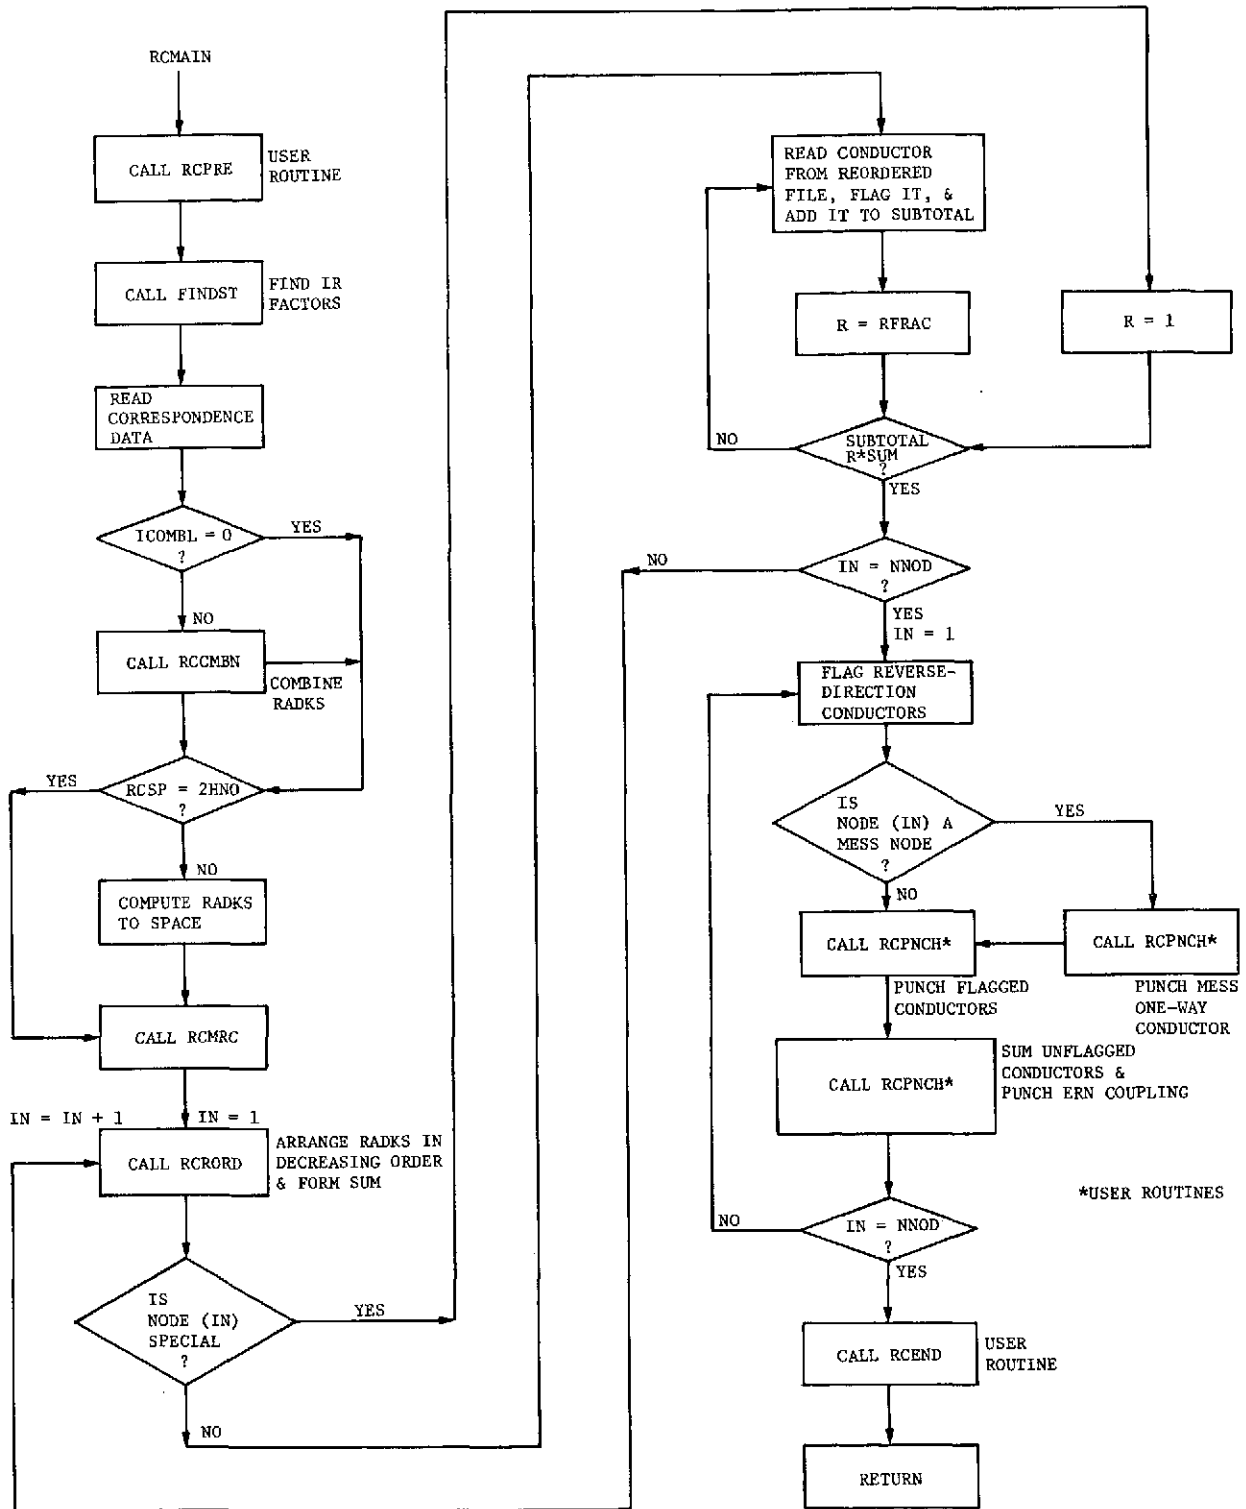 RCMAIN
CALL RCPRE
USER
ROUTINE
CALL FINDST
FIND IR
FACTORS
READ
CORRESPONDENCE
DATA
ICOMBL = 0
?
YES
NO
CALL RCCMBN
COMBINE
RADKS
YES
RCSP = 2HNO
?
NO
COMPUTE RADKS
TO SPACE
CALL RCMRC
IN = IN + 1
IN = 1
CALL RCRORD
ARRANGE RADKS IN
DECREASING ORDER
& FORM SUM
IS
NODE (IN)
SPECIAL
?
YES
NO
READ CONDUCTOR
FROM REORDERED
FILE, FLAG IT, &
ADD IT TO SUBTOTAL
R = RFRAC
R = 1
NO
SUBTOTAL
R*SUM
?
YES
NO
IN = NNOD
?
YES
IN = 1
FLAG REVERSE-
DIRECTION
CONDUCTORS
IS
NODE (IN) A
MESS NODE
?
YES
NO
CALL RCPNCH*
CALL RCPNCH*
PUNCH FLAGGED
CONDUCTORS
PUNCH MESS
ONE-WAY
CONDUCTOR
CALL RCPNCH*
SUM UNFLAGGED
CONDUCTORS &
PUNCH ERN COUPLING
*USER ROUTINES
NO
IN = NNOD
?
YES
CALL RCEND
USER
ROUTINE
RETURN